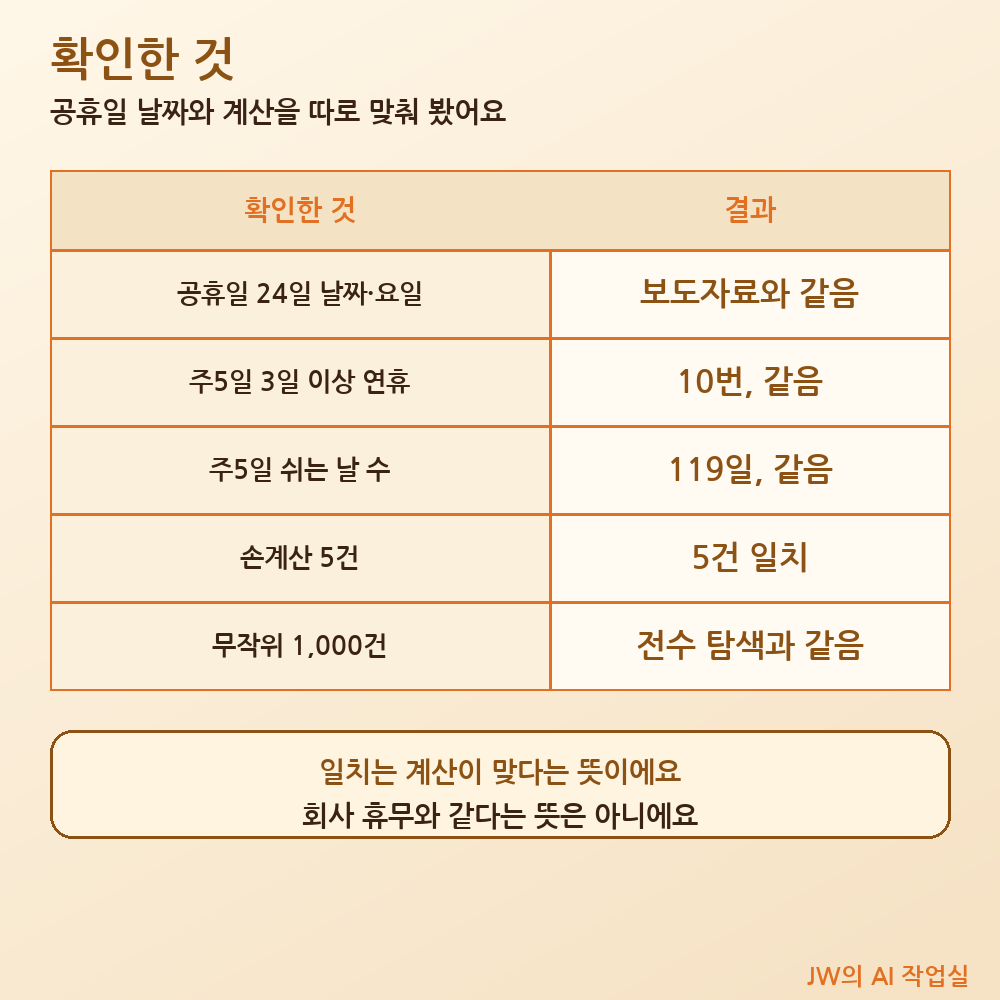 확인한 것
공휴일 날짜와 계산을 따로 맞춰 봤어요
확인한 것 결과
공휴일 24일 날짜·요일 보도자료와 같음
주5일 3일 이상 연휴 10번, 같음
주5일 쉬는 날 수 119일, 같음
손계산 5건 5건 일치
무작위 1,000건 전수 탐색과 같음
일치는 계산이 맞다는 뜻이에요
회사 휴무와 같다는 뜻은 아니에요
JW의 AI 작업실